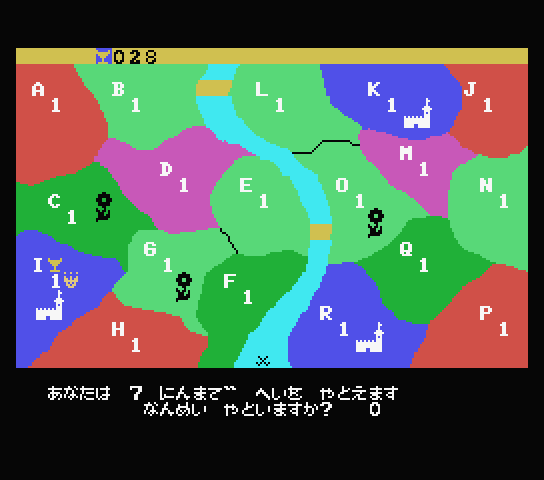 028
A 1
B 1
L 1
K 1
J 1
D 1
M 1
E 1
O 1
N 1
C 1
G 1
Q 1
I 1
F 1
H 1
R 1
P 1
あなたは 7 にんまで゛ へいを やとえます
なんめい やといますか? 0